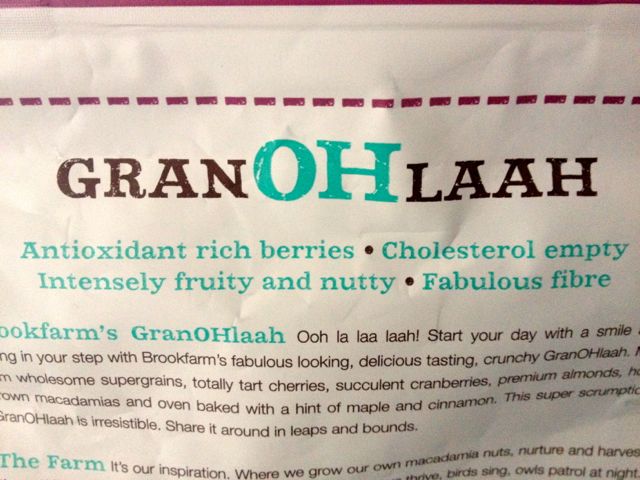 GRANOHLAAH
Antioxidant rich berries • Cholesterol empty
Intensely fruity and nutty • Fabulous fibre
ookfarm's GranOHlaah Ooh la laa laah! Start your day with a smile
ng in your step with Brookfarm's fabulous looking, delicious tasting, crunchy GranOHlaah.
m wholesome supergrains, totally tart cherries, succulent cranberries, premium almonds,
own macadamias and oven baked with a hint of maple and cinnamon. This super scrumptio
GranOHlaah is irresistible. Share it around in leaps and bounds.
The Farm It's our inspiration. Where we grow our own macadamia nuts, nurture and harves
thrive, birds sing, owls patrol at night.